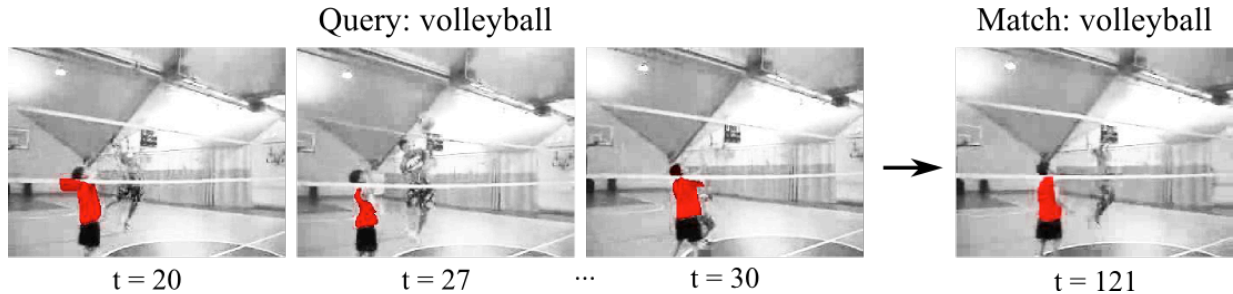 Query: volleyball
Match: volleyball
t = 20
t = 27
...
t = 30
t = 121